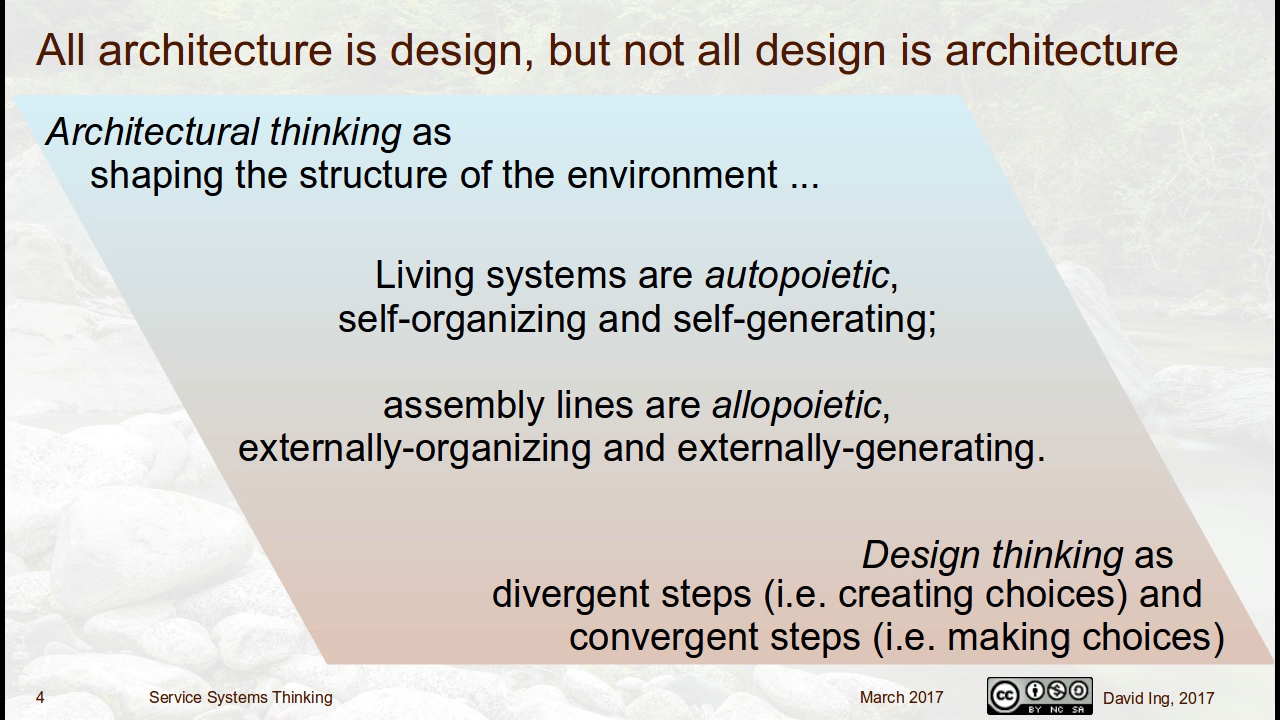 All architecture is design, but not all design is architecture
Architectural thinking as
shaping the structure of the environment ...
Living systems are autopoietic,
self-organizing and self-generating;
assembly lines are allopoietic,
externally-organizing and externally-generating.
Design thinking as
divergent steps (i.e. creating choices) and
convergent steps (i.e. making choices)
4 Service Systems Thinking March 2017 cc BY NC SA David Ing, 2017